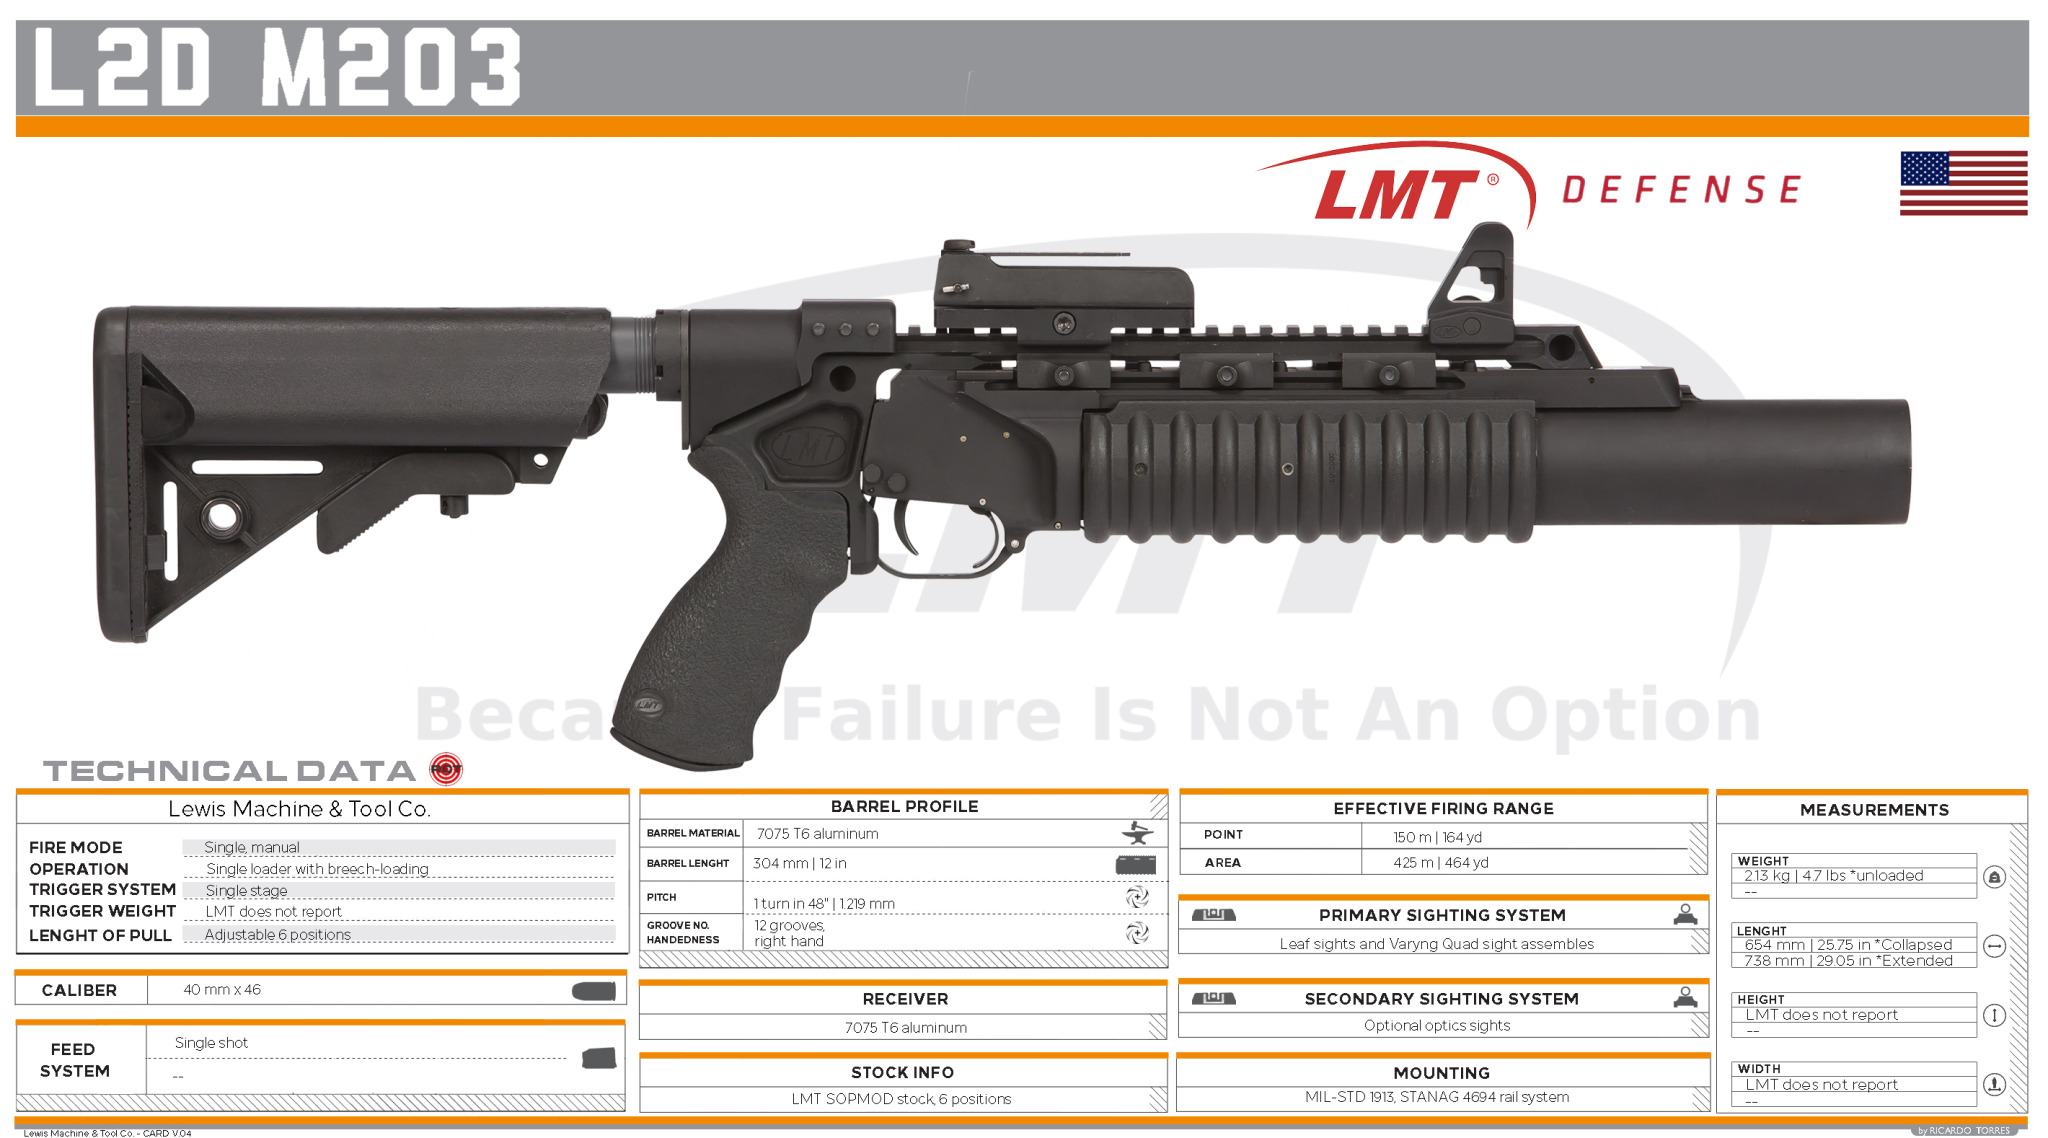 L2D M203
LMT® DEFENSE
LMT
LMT
LMT
Because Failure Is Not An Option
TECHNICAL DATA
Lewis Machine & Tool Co.
FIRE MODE Single, manual
OPERATION Single loader with breech-loading
TRIGGER SYSTEM Single stage
TRIGGER WEIGHT LMT does not report
LENGHT OF PULL Adjustable 6 positions
CALIBER 40 mm x 46
FEED SYSTEM Single shot
--
BARREL PROFILE
BARREL MATERIAL 7075 T6 aluminum
BARREL LENGHT 304 mm | 12 in
PITCH 1 turn in 48" | 1.219 mm
GROOVE NO. 12 grooves,
HANDEDNESS right hand
RECEIVER
7075 T6 aluminum
STOCK INFO
LMT SOPMOD stock, 6 positions
EFFECTIVE FIRING RANGE
POINT 150 m | 164 yd
AREA 425 m | 464 yd
PRIMARY SIGHTING SYSTEM
Leaf sights and Varyng Quad sight assembles
SECONDARY SIGHTING SYSTEM
Optional optics sights
MOUNTING
MIL-STD 1913, STANAG 4694 rail system
MEASUREMENTS
WEIGHT
2.13 kg | 4.7 lbs *unloaded
--
LENGHT
654 mm | 25.75 in *Collapsed
738 mm | 29.05 in *Extended
HEIGHT
LMT does not report
--
WIDTH
LMT does not report
--
Lewis Machine & Tool Co. - CARD V.04
by RICARDO TORRES